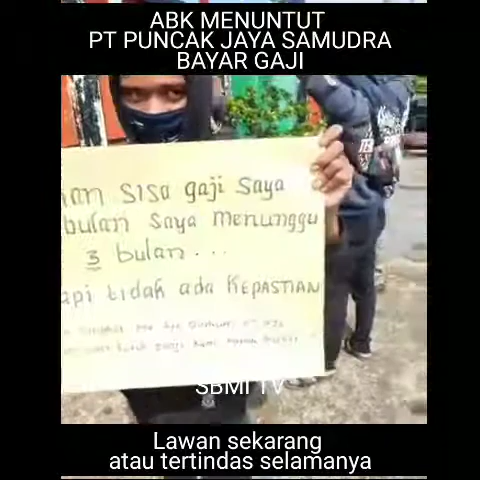 ABK MENUNTUT
PT PUNCAK JAYA SAMUDRA
BAYAR GAJI
sisa gaji saya
bulan saya menunggu
3 bulan...
api tidak ada KEPASTIAN
SBMI TV
Lawan sekarang
atau tertindas selamanya